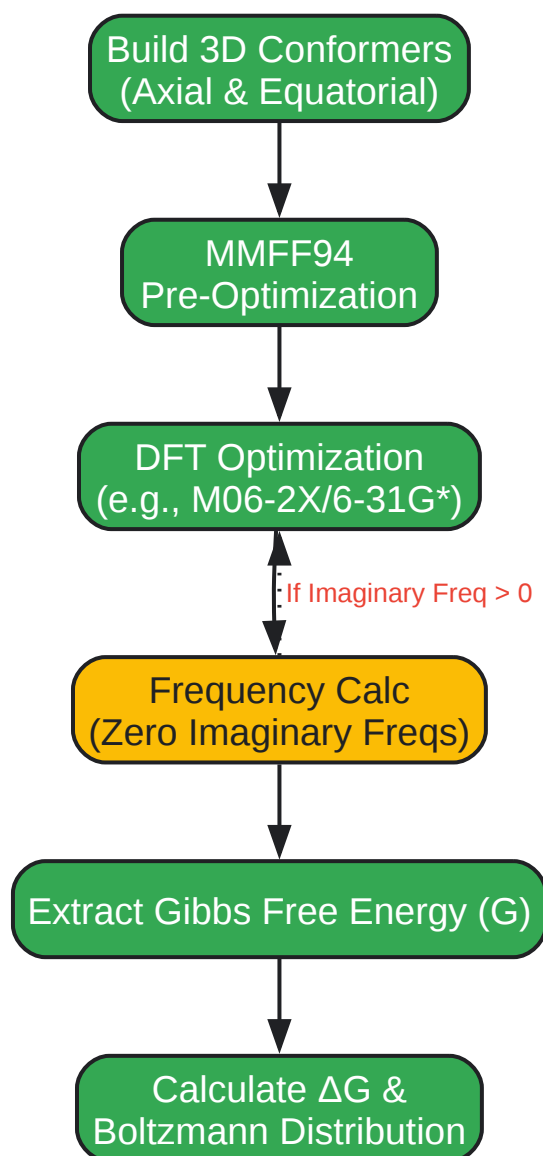 Build 3D Conformers
(Axial & Equatorial)
MMFF94
Pre-Optimization
DFT Optimization
(e.g., M06-2X/6-31G*)
If Imaginary Freq > 0
Frequency Calc
(Zero Imaginary Freqs)
Extract Gibbs Free Energy (G)
Calculate ΔG &
Boltzmann Distribution